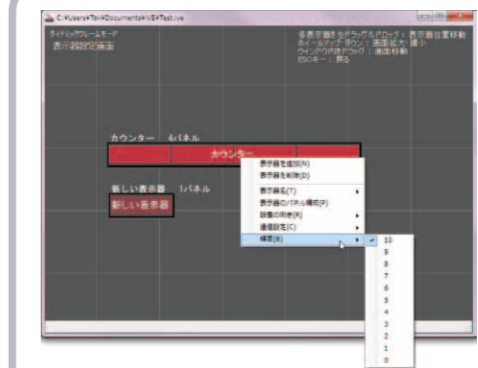 C:¥Users¥Tak¥Documents¥VE¥Test.lve
ダイナミックフレームモード
表示器設定画面
各表示器を左ドラッグ&ドロップ：表示器位置移動
ホイールアップ・ダウン：画面拡大・縮小
ウインドウ内をドラッグ：画面移動
ESCキー：戻る
カウンター 4パネル
カウンター
新しい表示器 1パネル
新しい表示器
表示器を追加(N)
表示器を削除(D)
表示器名(T)
表示器のパネル構成(P)
設置の向き(R)
通信設定(C)
輝度(B)
10
9
8
7
6
5
4
3
2
1
0